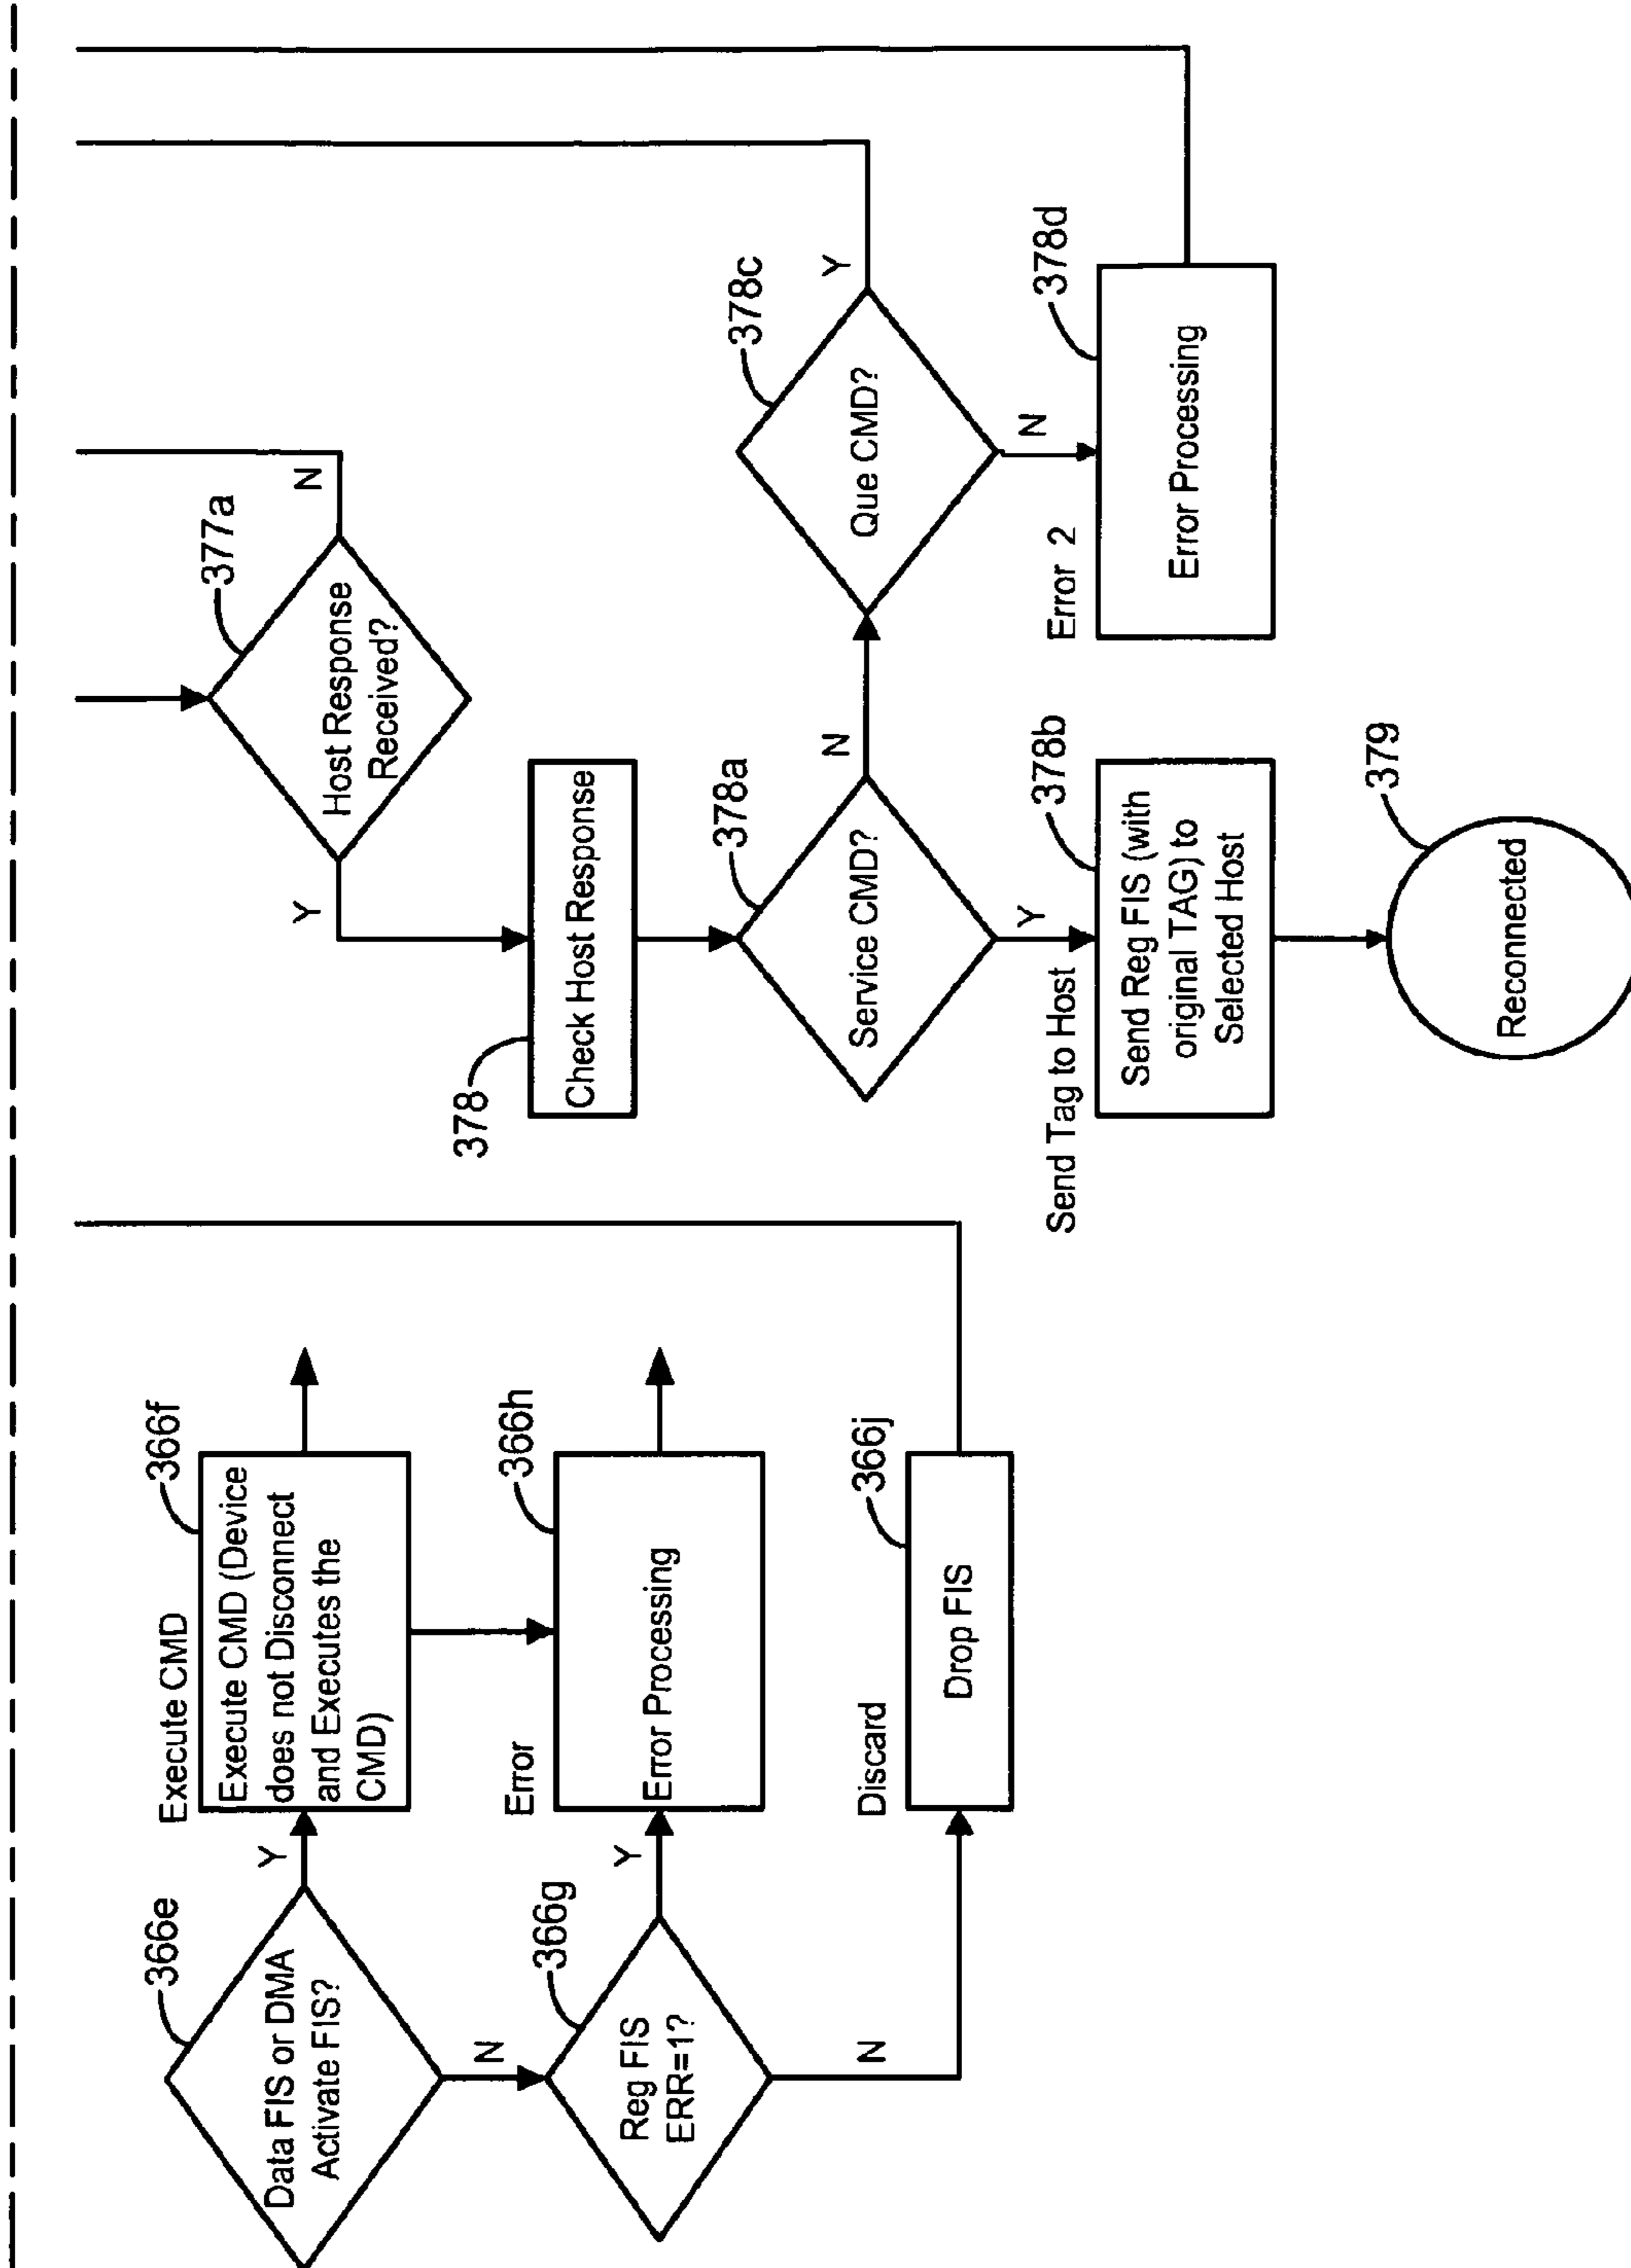 366e
Data FIS or DMA
Activate FIS?
Y
N
Execute CMD
366f
Execute CMD (Device
does not Disconnect
and Executes the
CMD)
366g
Reg FIS
ERR=1?
Y
N
Error
366h
Error Processing
Discard
366j
Drop FIS
377a
Host Response
Received?
Y
N
378
Check Host Response
378a
Service CMD?
N
Y
378c
Que CMD?
Y
N
Send Tag to Host
378b
Send Reg FIS (with
original TAG) to
Selected Host
Error 2
378d
Error Processing
379
Reconnected